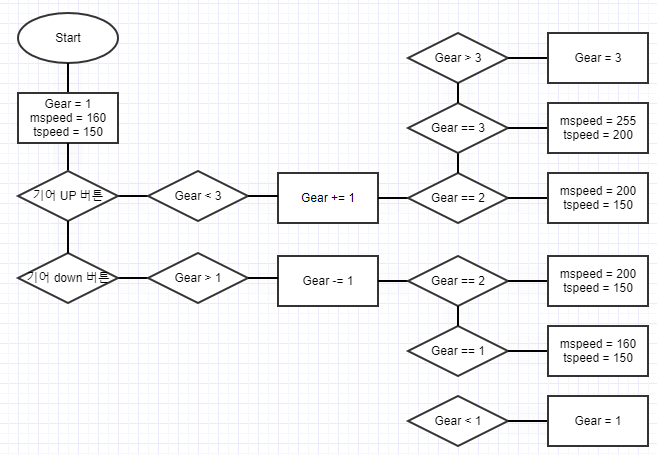 Start
Gear = 1
mspeed = 160
tspeed = 150
기어 UP 버튼
Gear < 3
Gear += 1
Gear > 3
Gear = 3
Gear == 3
mspeed = 255
tspeed = 200
Gear == 2
mspeed = 200
tspeed = 150
기어 down 버튼
Gear > 1
Gear -= 1
Gear == 2
mspeed = 200
tspeed = 150
Gear == 1
mspeed = 160
tspeed = 150
Gear < 1
Gear = 1